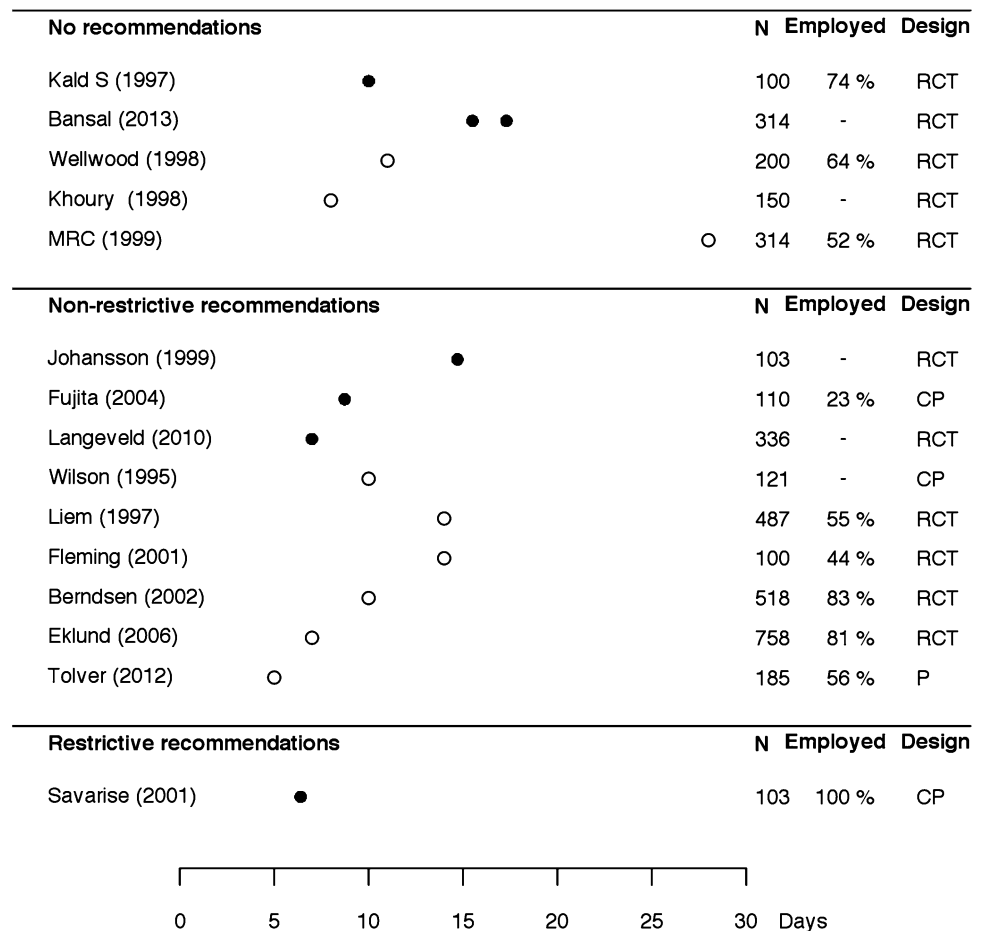 No recommendations N Employed Design
Kald S (1997) 100 74 % RCT
Bansal (2013) 314 - RCT
Wellwood (1998) 200 64 % RCT
Khoury (1998) 150 - RCT
MRC (1999) 314 52 % RCT
Non-restrictive recommendations N Employed Design
Johansson (1999) 103 - RCT
Fujita (2004) 110 23 % CP
Langeveld (2010) 336 - RCT
Wilson (1995) 121 - CP
Liem (1997) 487 55 % RCT
Fleming (2001) 100 44 % RCT
Berndsen (2002) 518 83 % RCT
Eklund (2006) 758 81 % RCT
Tolver (2012) 185 56 % P
Restrictive recommendations N Employed Design
Savarise (2001) 103 100 % CP
0 5 10 15 20 25 30 Days